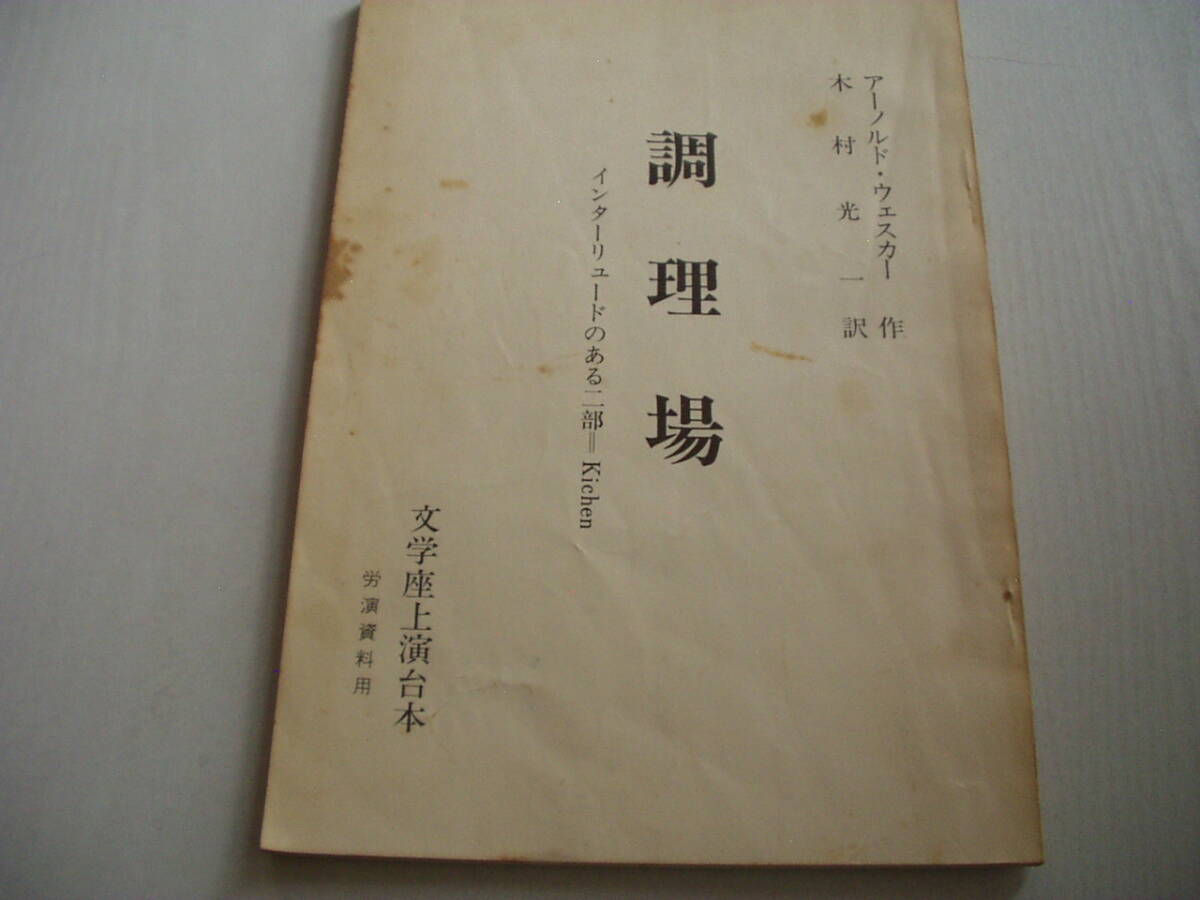 アーノルド・ウェスカー 作
木村光一 訳
調理場
インターリュードのある二部＝Kichen
文学座上演台本
労演資料用